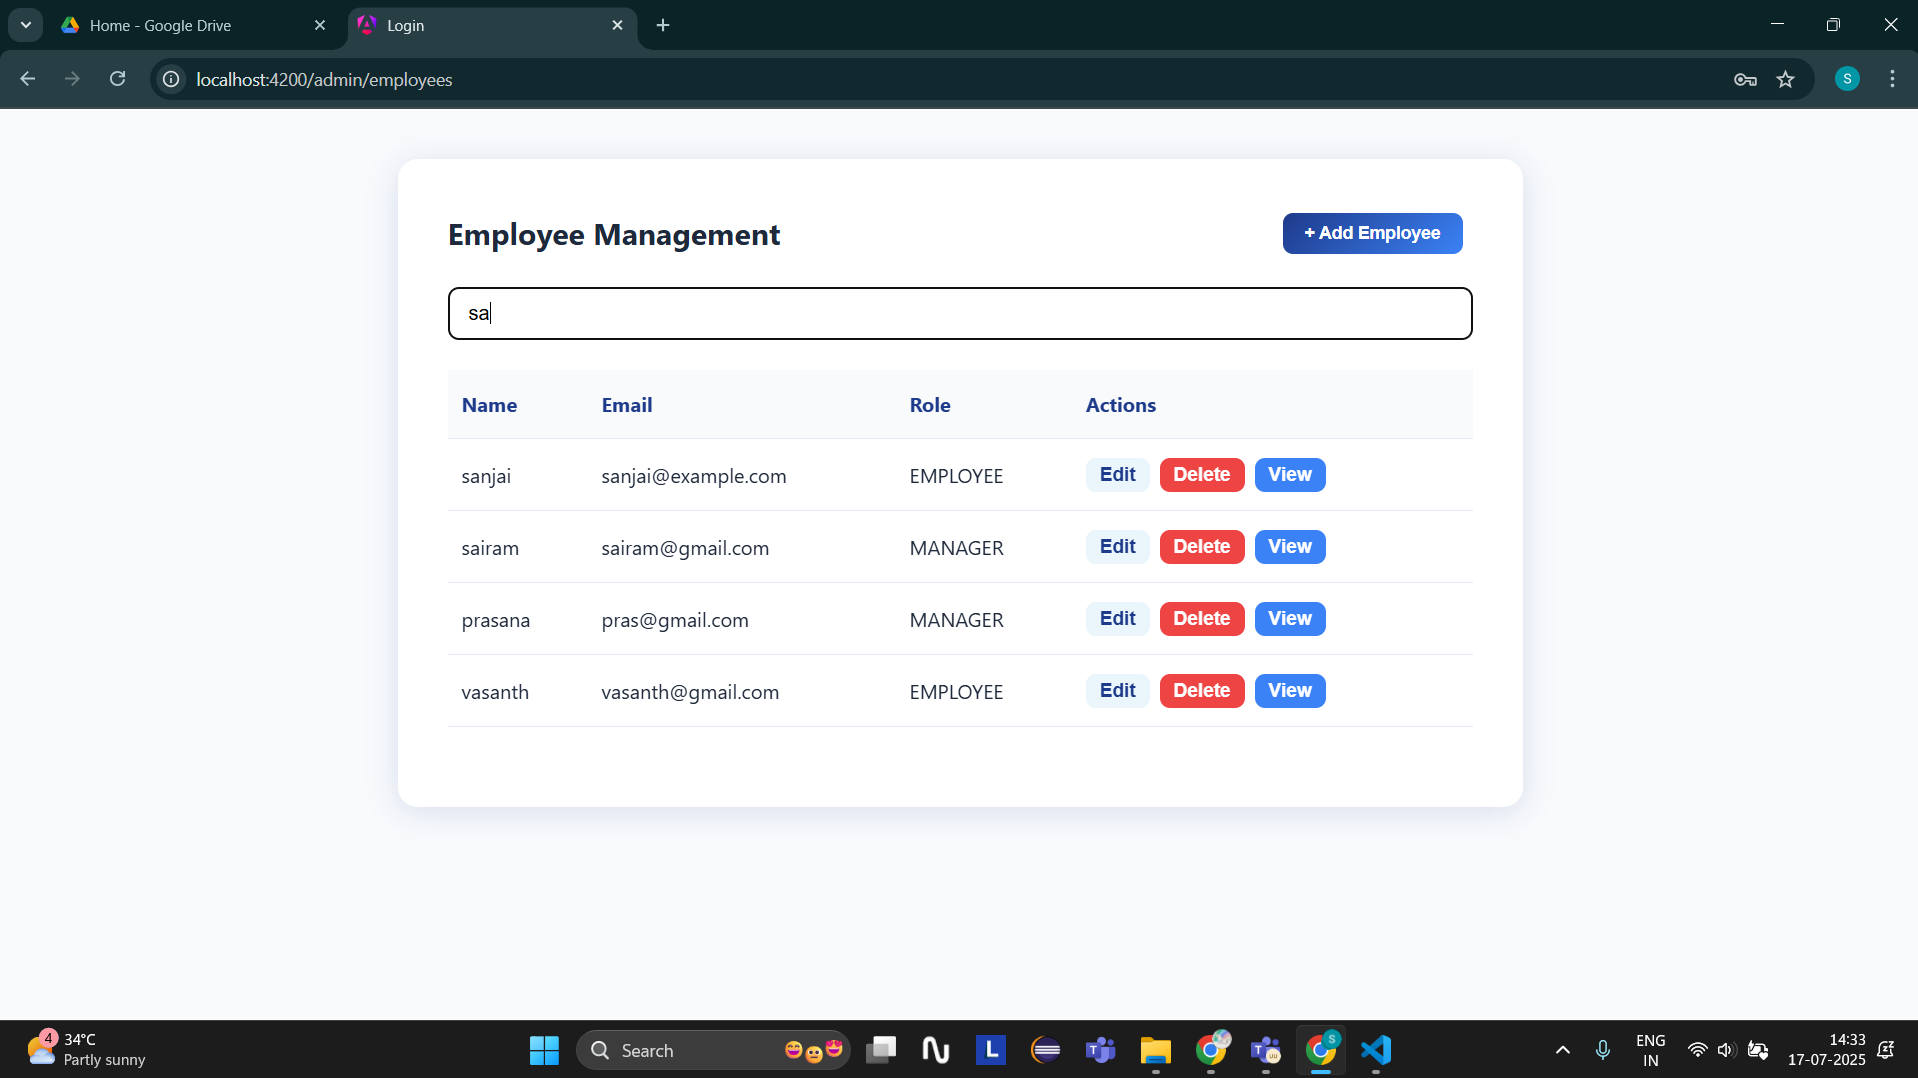 Home - Google Drive
Login
localhost:4200/admin/employees
S
Employee Management
+ Add Employee
sa
Name Email Role Actions
sanjai sanjai@example.com EMPLOYEE Edit Delete View
sairam sairam@gmail.com MANAGER Edit Delete View
prasana pras@gmail.com MANAGER Edit Delete View
vasanth vasanth@gmail.com EMPLOYEE Edit Delete View
4 34°C
Partly sunny
Search
L
T
T
S
ENG
IN
14:33
17-07-2025